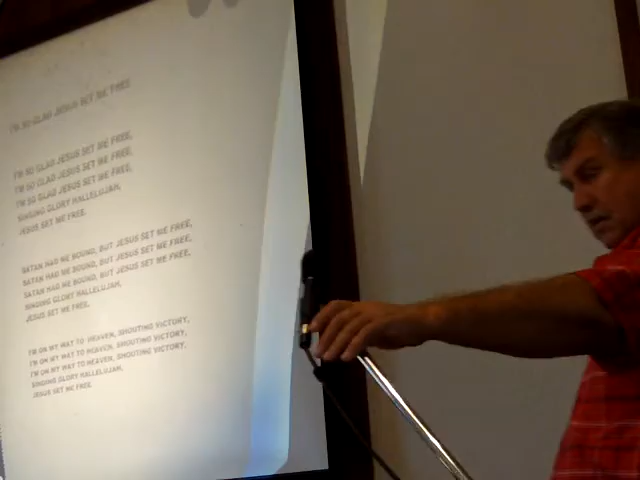 I'M SO GLAD JESUS SET ME FREE
I'M SO GLAD JESUS SET ME FREE,
I'M SO GLAD JESUS SET ME FREE,
I'M SO GLAD JESUS SET ME FREE,
SINGING GLORY HALLELUJAH,
JESUS SET ME FREE.
SATAN HAD ME BOUND, BUT JESUS SET ME FREE,
SATAN HAD ME BOUND, BUT JESUS SET ME FREE,
SATAN HAD ME BOUND, BUT JESUS SET ME FREE,
SINGING GLORY HALLELUJAH,
JESUS SET ME FREE.
I'M ON MY WAY TO HEAVEN, SHOUTING VICTORY,
I'M ON MY WAY TO HEAVEN, SHOUTING VICTORY,
I'M ON MY WAY TO HEAVEN, SHOUTING VICTORY.
SINGING GLORY HALLELUJAH,
JESUS SET ME FREE.